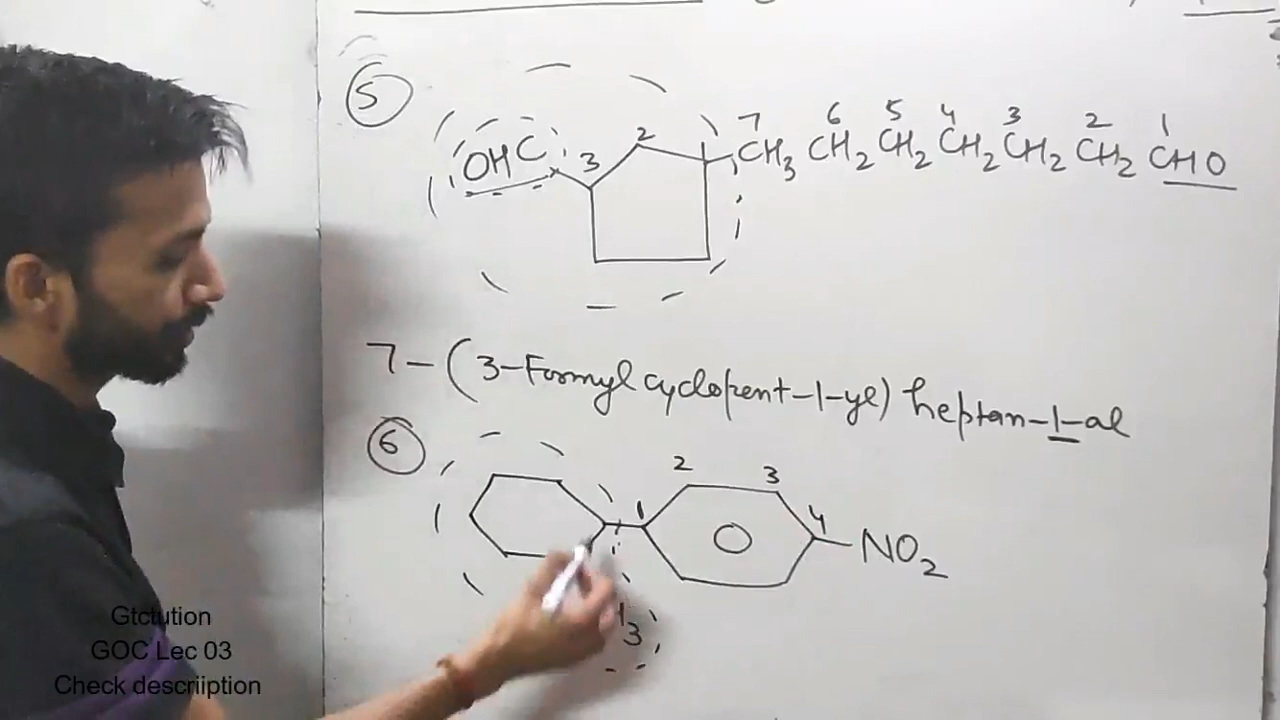 5
7 6 5 4 3 2 1
OHC 3 2 CH3 CH2 CH2 CH2 CH2 CH2 CHO
7-(3-Formyl cyclopent-1-yl) heptan-1-al
6
1 2 3 4 NO2
3
Gtctution
GOC Lec 03
Check descriiption